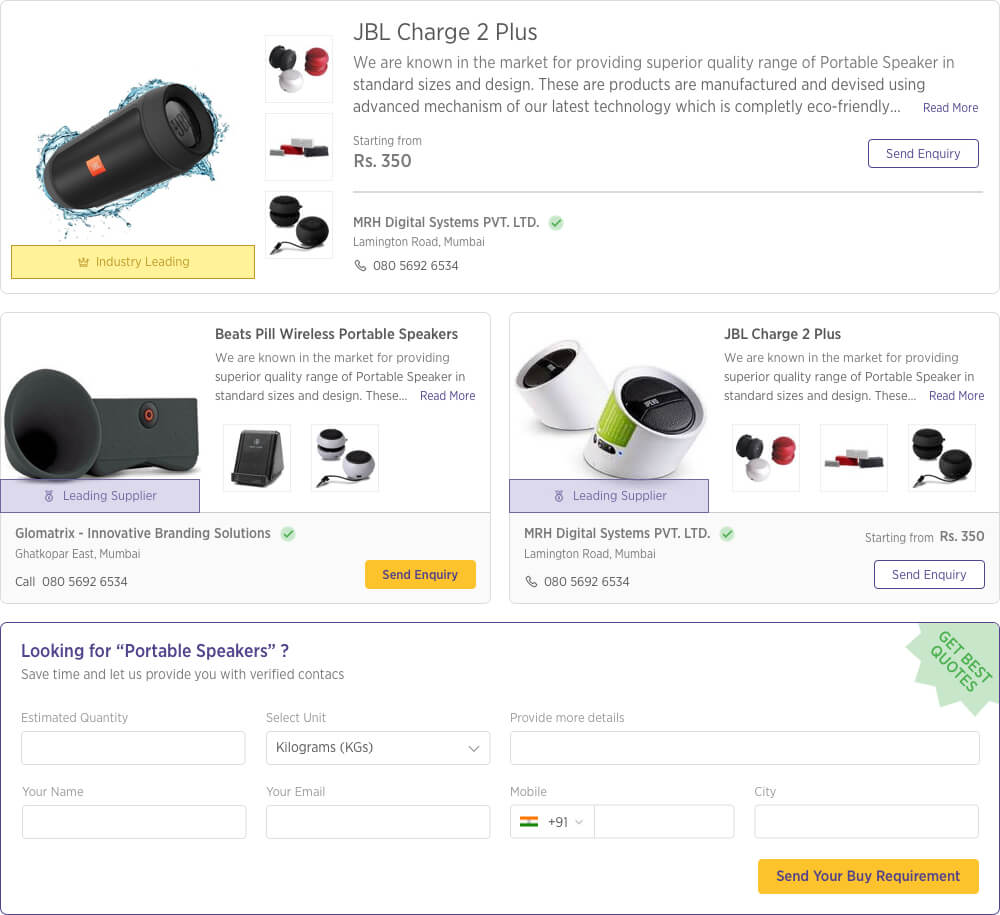 JBL Charge 2 Plus
We are known in the market for providing superior quality range of Portable Speaker in
standard sizes and design. These are products are manufactured and devised using
advanced mechanism of our latest technology which is completly eco-friendly... Read More
Starting from
Rs. 350
Send Enquiry
JBL
Industry Leading
MRH Digital Systems PVT. LTD.
Lamington Road, Mumbai
080 5692 6534
Beats Pill Wireless Portable Speakers
We are known in the market for providing
superior quality range of Portable Speaker in
standard sizes and design. These... Read More
Leading Supplier
Glomatrix - Innovative Branding Solutions
Ghatkopar East, Mumbai
Call 080 5692 6534
Send Enquiry
JBL Charge 2 Plus
We are known in the market for providing
superior quality range of Portable Speaker in
standard sizes and design. These... Read More
Leading Supplier
MRH Digital Systems PVT. LTD.
Lamington Road, Mumbai
080 5692 6534
Starting from Rs. 350
Send Enquiry
Looking for “Portable Speakers” ?
Save time and let us provide you with verified contacs
GET BEST
QUOTES
Estimated Quantity
Select Unit
Kilograms (KGs)
Provide more details
Your Name
Your Email
Mobile
+91
City
Send Your Buy Requirement